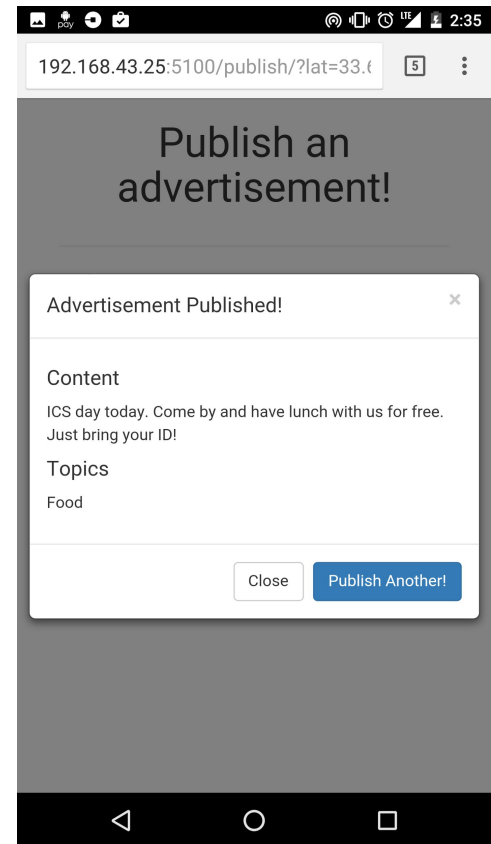 pay LTE 2:35
192.168.43.25:5100/publish/?lat=33.6 5
Publish an
advertisement!
Advertisement Published! ×
Content
ICS day today. Come by and have lunch with us for free.
Just bring your ID!
Topics
Food
Close Publish Another!